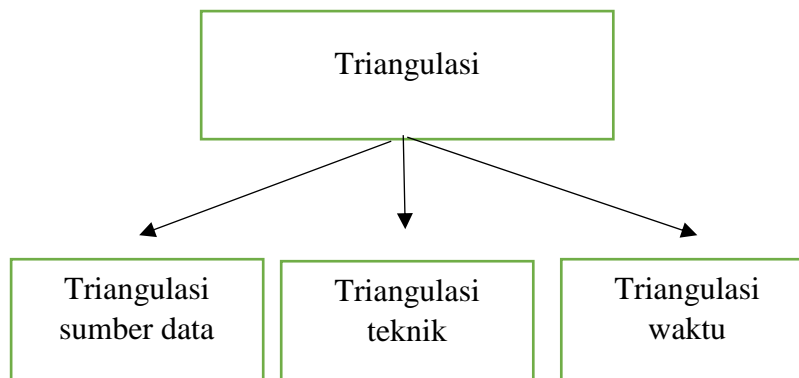 Triangulasi
Triangulasi
sumber data
Triangulasi
teknik
Triangulasi
waktu